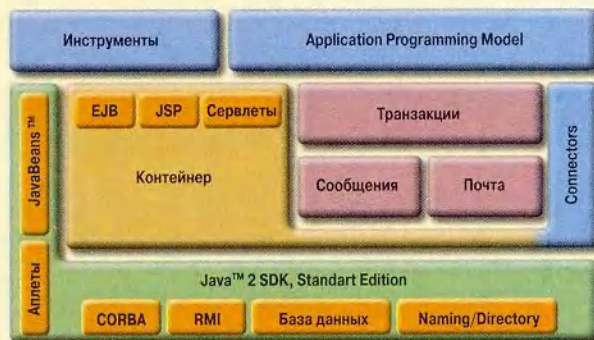 Инструменты
Application Programming Model
EJB
JSP
Сервлеты
Транзакции
JavaBeans™
Контейнер
Сообщения
Почта
Connectors
Апплеты
Java™ 2 SDK, Standart Edition
CORBA
RMI
База данных
Naming/Directory